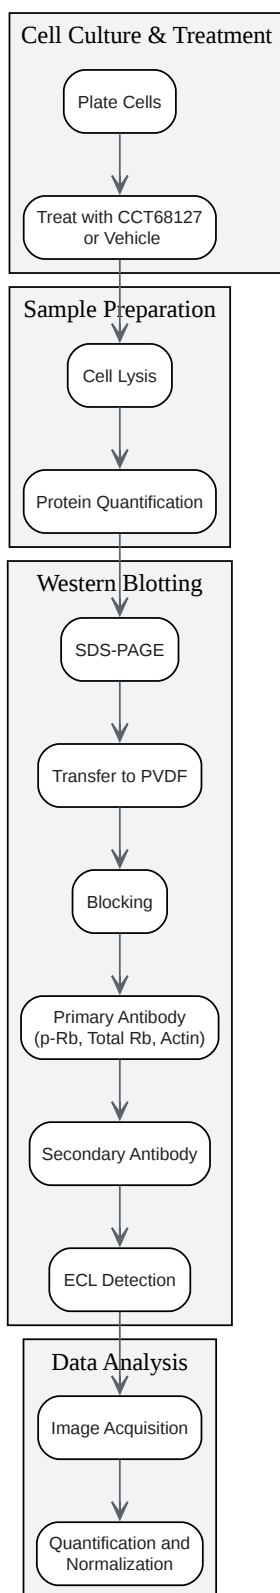 Cell Culture & Treatment
Plate Cells
Treat with CCT68127
or Vehicle
Sample Preparation
Cell Lysis
Protein Quantification
Western Blotting
SDS-PAGE
Transfer to PVDF
Blocking
Primary Antibody
(p-Rb, Total Rb, Actin)
Secondary Antibody
ECL Detection
Data Analysis
Image Acquisition
Quantification and
Normalization